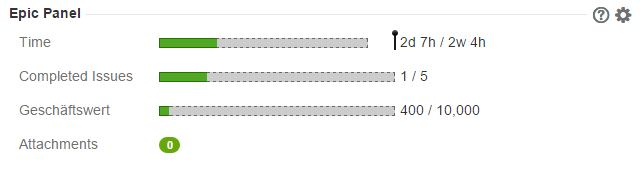 Epic Panel
Time 2d 7h / 2w 4h
Completed Issues 1 / 5
Geschäftswert 400 / 10,000
Attachments 0